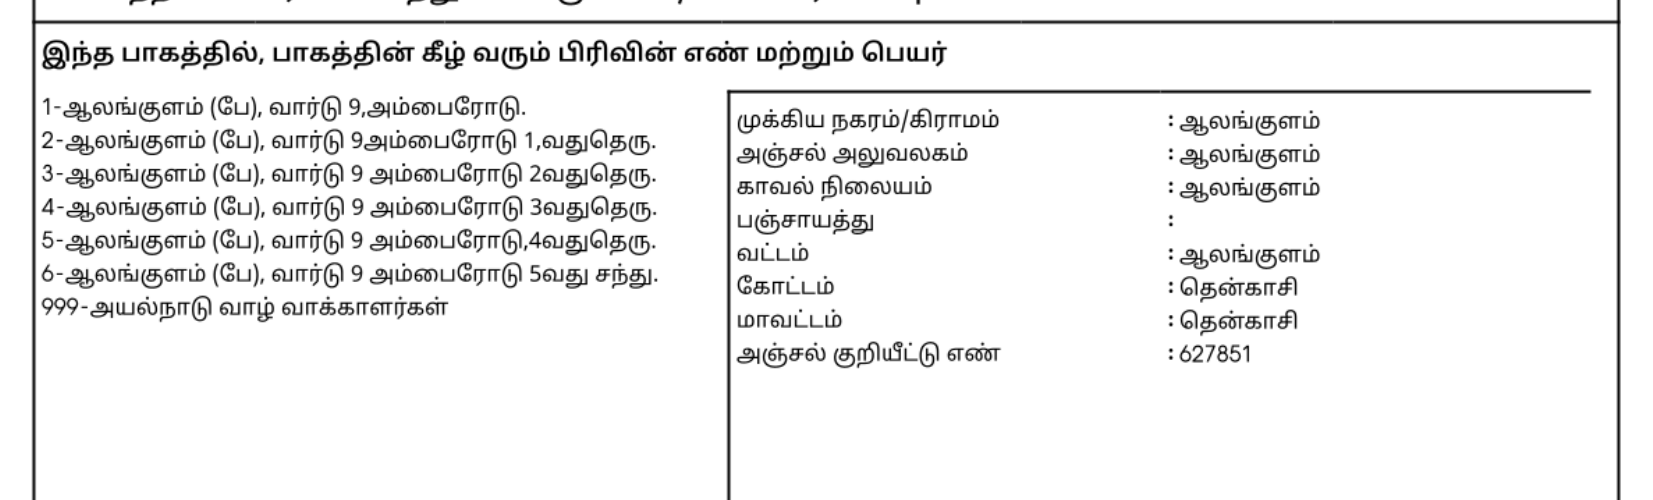 இந்த பாகத்தில், பாகத்தின் கீழ் வரும் பிரிவின் எண் மற்றும் பெயர்
1-ஆலங்குளம் (பே), வார்டு 9,அம்பைரோடு.
2-ஆலங்குளம் (பே), வார்டு 9அம்பைரோடு 1,வதுதெரு.
3-ஆலங்குளம் (பே), வார்டு 9 அம்பைரோடு 2வதுதெரு.
4-ஆலங்குளம் (பே), வார்டு 9 அம்பைரோடு 3வதுதெரு.
5-ஆலங்குளம் (பே), வார்டு 9 அம்பைரோடு,4வதுதெரு.
6-ஆலங்குளம் (பே), வார்டு 9 அம்பைரோடு 5வது சந்து.
999-அயல்நாடு வாழ் வாக்காளர்கள்
முக்கிய நகரம்/கிராமம் : ஆலங்குளம்
அஞ்சல் அலுவலகம் : ஆலங்குளம்
காவல் நிலையம் : ஆலங்குளம்
பஞ்சாயத்து :
வட்டம் : ஆலங்குளம்
கோட்டம் : தென்காசி
மாவட்டம் : தென்காசி
அஞ்சல் குறியீட்டு எண் : 627851